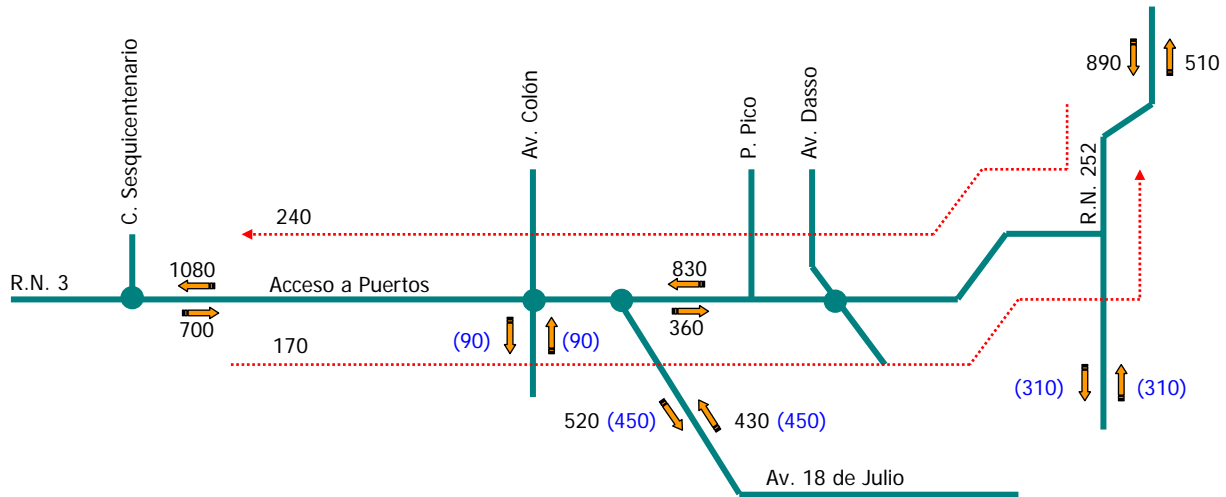 890
510
C. Sesquicentenario
Av. Colón
P. Pico
Av. Dasso
R.N. 252
240
R.N. 3
1080
Acceso a Puertos
830
700
360
(90)
(90)
170
(310)
(310)
520 (450)
430 (450)
Av. 18 de Julio